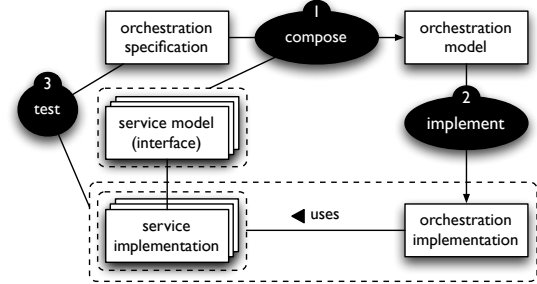 1
orchestration
specification
compose
orchestration
model
3
test
2
implement
service model
(interface)
uses
service
implementation
orchestration
implementation